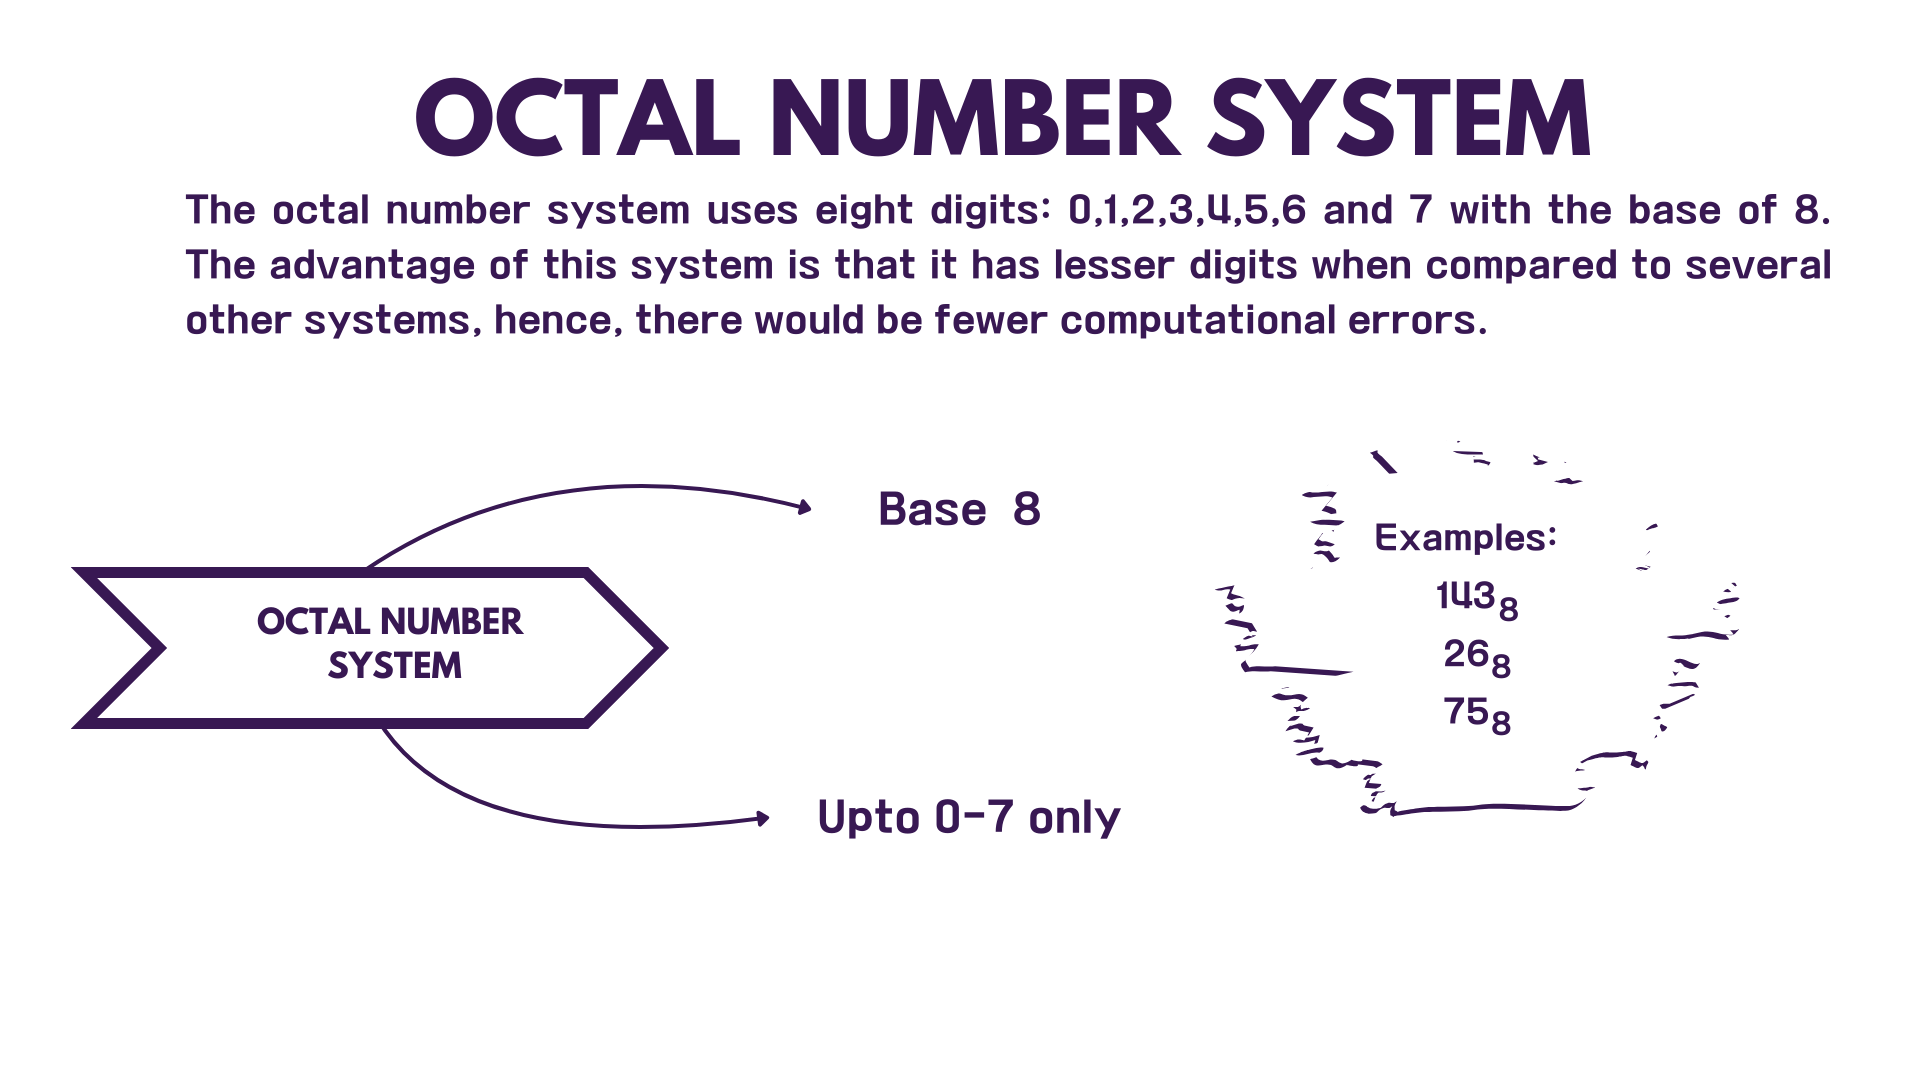 OCTAL NUMBER SYSTEM
The octal number system uses eight digits: 0,1,2,3,4,5,6 and 7 with the base of 8.
The advantage of this system is that it has lesser digits when compared to several
other systems, hence, there would be fewer computational errors.
OCTAL NUMBER
SYSTEM
Base 8
Upto 0-7 only
Examples:
143₈
26₈
75₈